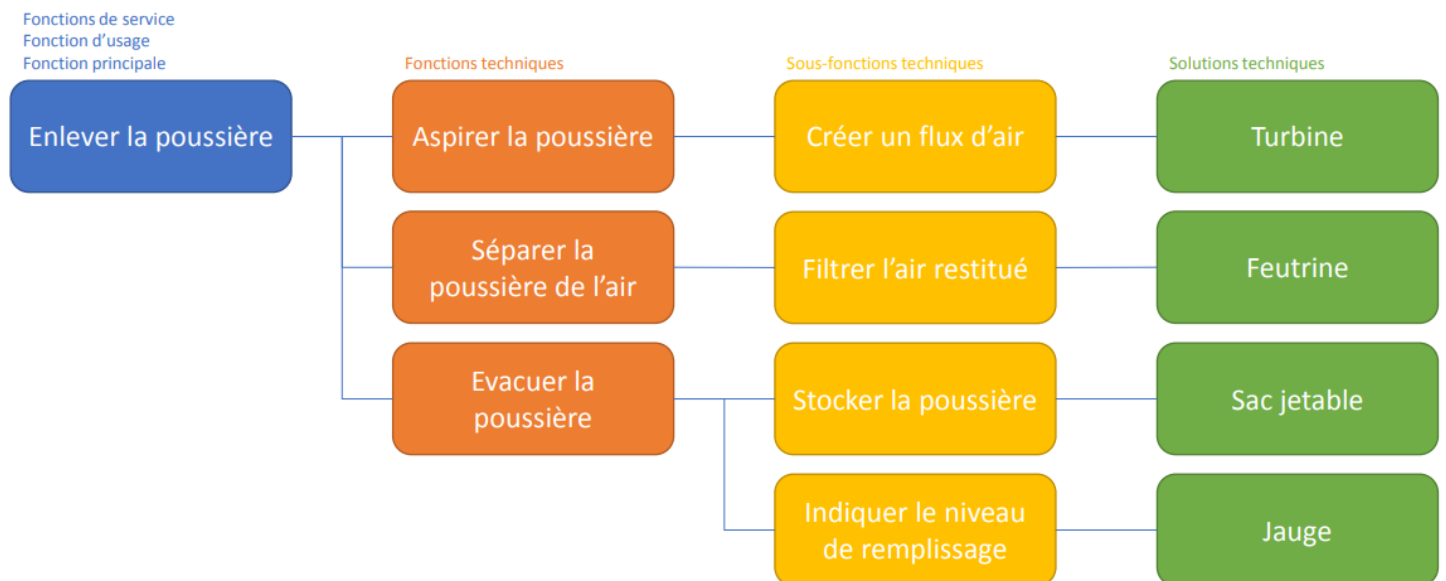 Fonctions de service
Fonction d’usage
Fonction principale
Fonctions techniques
Sous-fonctions techniques
Solutions techniques
Enlever la poussière
Aspirer la poussière
Créer un flux d’air
Turbine
Séparer la
poussière de l’air
Filtrer l’air restitué
Feutrine
Evacuer la
poussière
Stocker la poussière
Sac jetable
Indiquer le niveau
de remplissage
Jauge